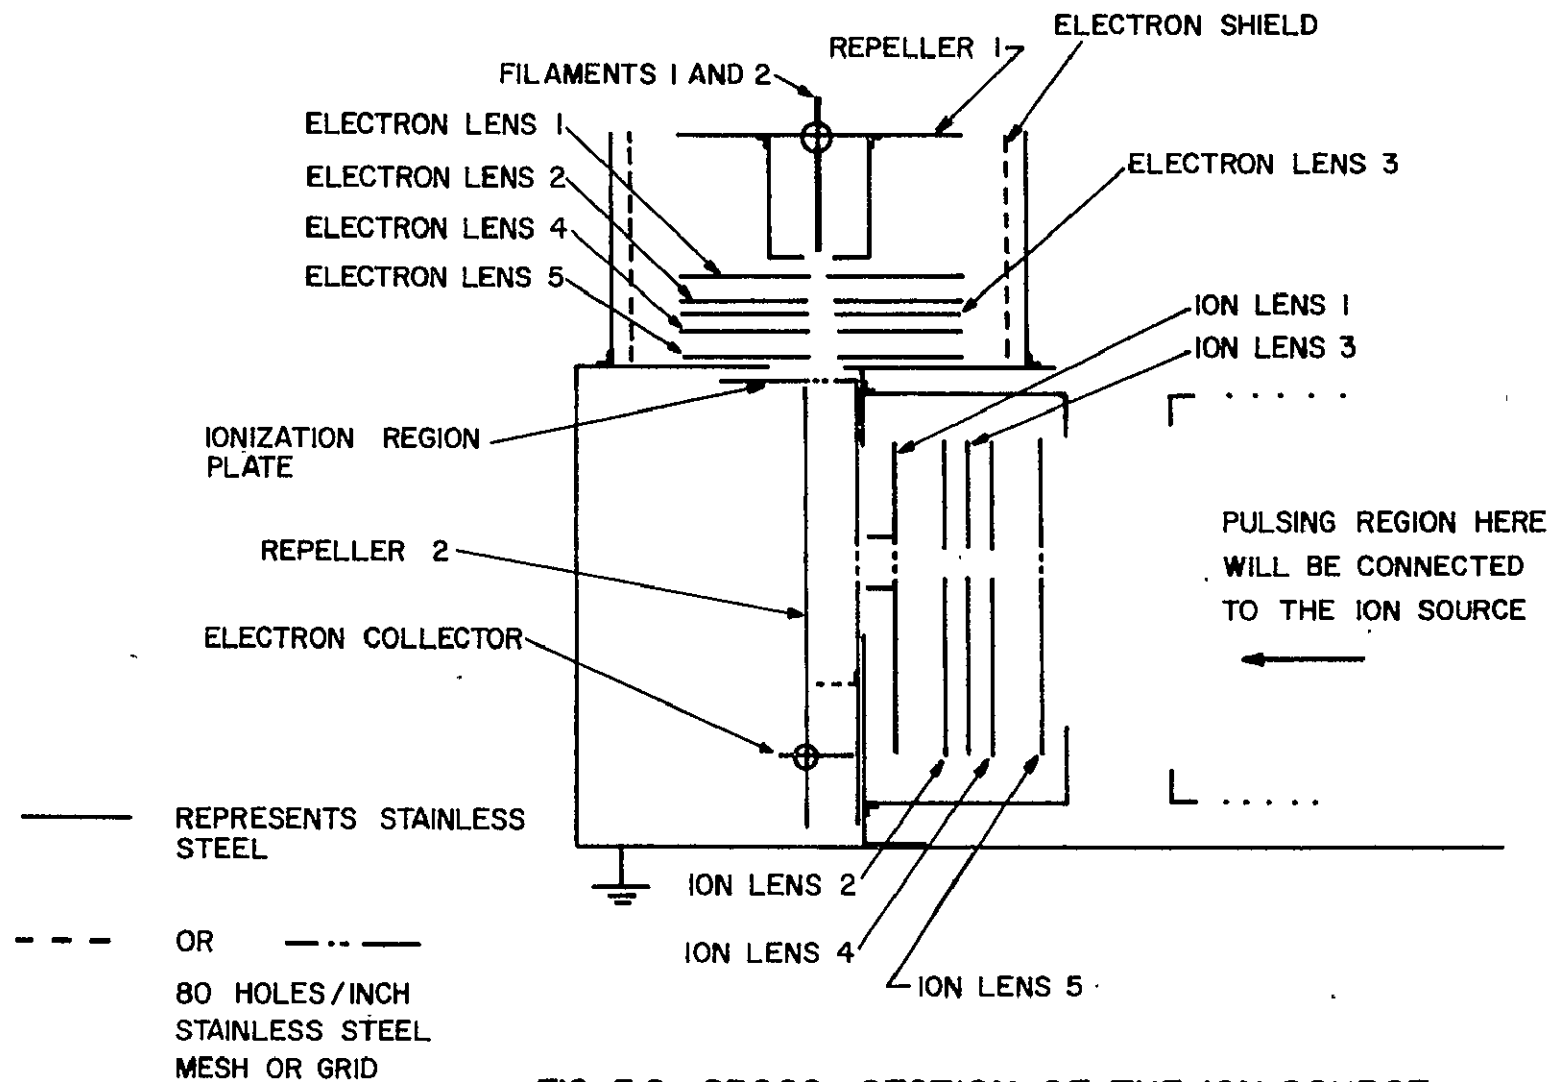 ELECTRON SHIELD
REPELLER 1
FILAMENTS 1 AND 2
ELECTRON LENS 1
ELECTRON LENS 2
ELECTRON LENS 3
ELECTRON LENS 4
ELECTRON LENS 5
ION LENS 1
ION LENS 3
IONIZATION REGION
PLATE
PULSING REGION HERE
WILL BE CONNECTED
TO THE ION SOURCE
REPELLER 2
ELECTRON COLLECTOR
REPRESENTS STAINLESS
STEEL
ION LENS 2
ION LENS 4
ION LENS 5
OR
80 HOLES/INCH
STAINLESS STEEL
MESH OR GRID